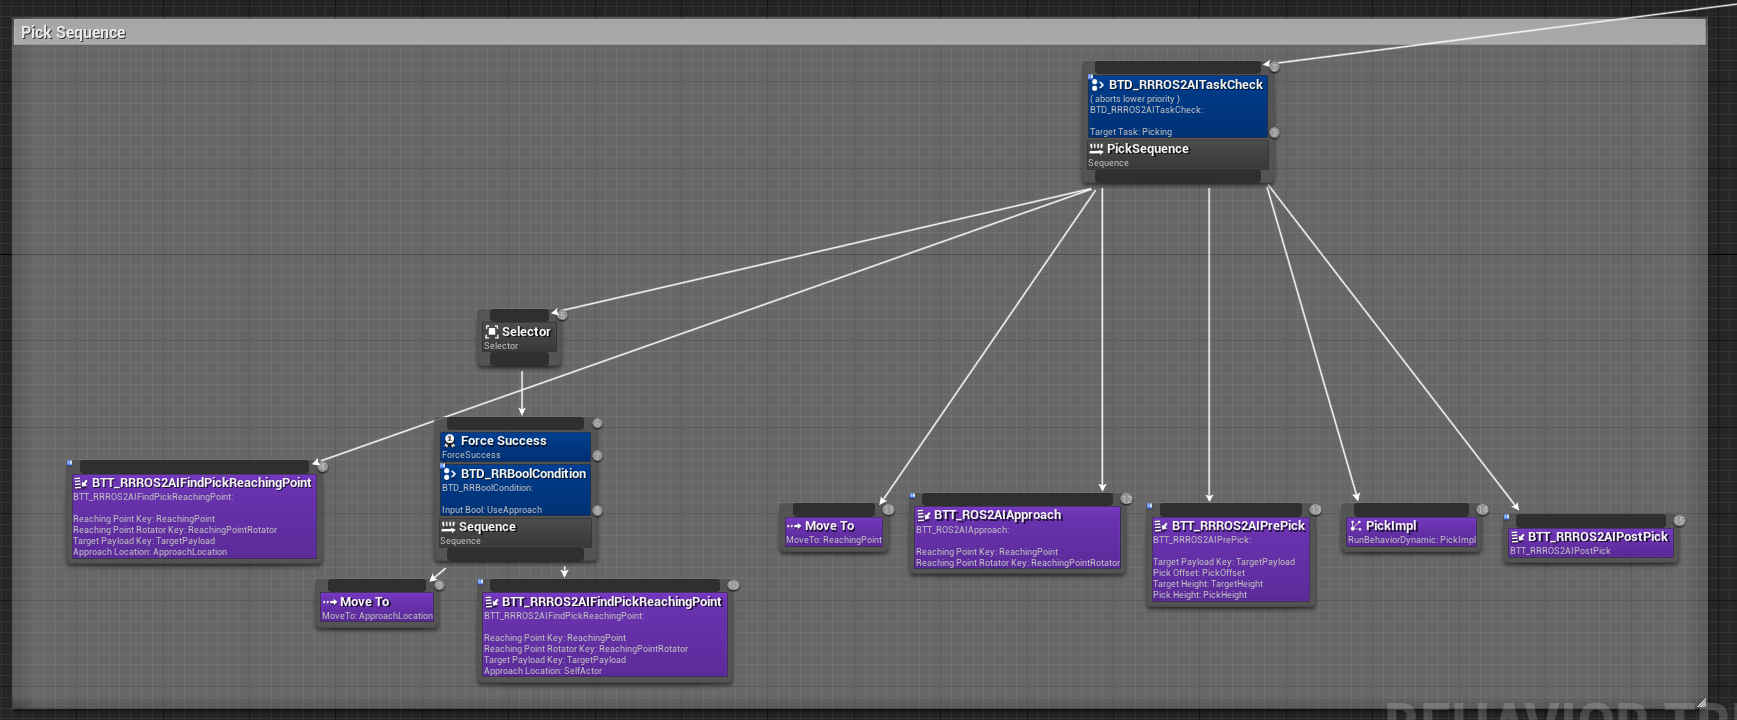 Pick Sequence
BTD_RRROS2AITaskCheck
( aborts lower priority )
BTD_RRROS2AITaskCheck:
Target Task: Picking
PickSequence
Sequence
Selector
Selector
Force Success
ForceSuccess
BTD_RRBoolCondition
BTD_RRBoolCondition:
Input Bool: UseApproach
Sequence
Sequence
BTT_RRROS2AIFindPickReachingPoint
BTT_RRROS2AIFindPickReachingPoint:
Reaching Point Key: ReachingPoint
Reaching Point Rotator Key: ReachingPointRotator
Target Payload Key: TargetPayload
Approach Location: ApproachLocation
Move To
MoveTo: ApproachLocation
BTT_RRROS2AIFindPickReachingPoint
BTT_RRROS2AIFindPickReachingPoint:
Reaching Point Key: ReachingPoint
Reaching Point Rotator Key: ReachingPointRotator
Target Payload Key: TargetPayload
Approach Location: SelfActor
Move To
MoveTo: ReachingPoint
BTT_ROS2AIApproach
BTT_ROS2AIApproach:
Reaching Point Key: ReachingPoint
Reaching Point Rotator Key: ReachingPointRotator
BTT_RRROS2AIPrePick
BTT_RRROS2AIPrePick:
Target Payload Key: TargetPayload
Pick Offset: PickOffset
Target Height: TargetHeight
Pick Height: PickHeight
PickImpl
RunBehaviorDynamic: PickImpl
BTT_RRROS2AIPostPick
BTT_RRROS2AIPostPick